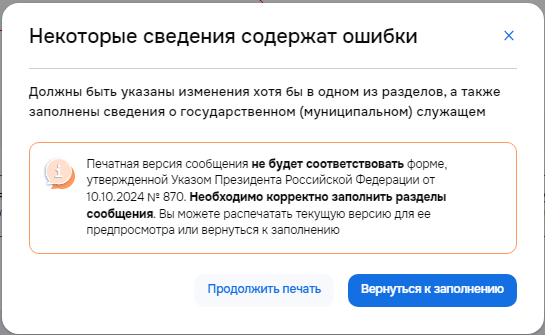 Некоторые сведения содержат ошибки
Должны быть указаны изменения хотя бы в одном из разделов, а также
заполнены сведения о государственном (муниципальном) служащем
Печатная версия сообщения не будет соответствовать форме,
утвержденной Указом Президента Российской Федерации от
10.10.2024 № 870. Необходимо корректно заполнить разделы
сообщения. Вы можете распечатать текущую версию для ее
предпросмотра или вернуться к заполнению
Продолжить печать
Вернуться к заполнению